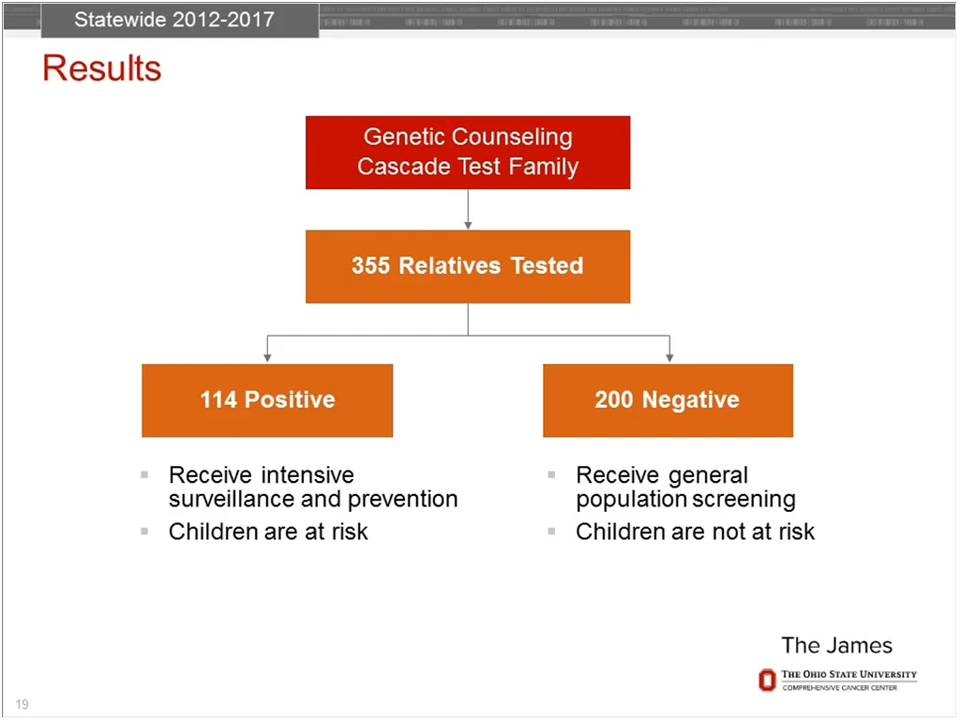 Statewide 2012-2017
Results
Genetic Counseling
Cascade Test Family
355 Relatives Tested
114 Positive
200 Negative
Receive intensive
surveillance and prevention
Children are at risk
Receive general
population screening
Children are not at risk
The James
THE OHIO STATE UNIVERSITY
COMPREHENSIVE CANCER CENTER
19